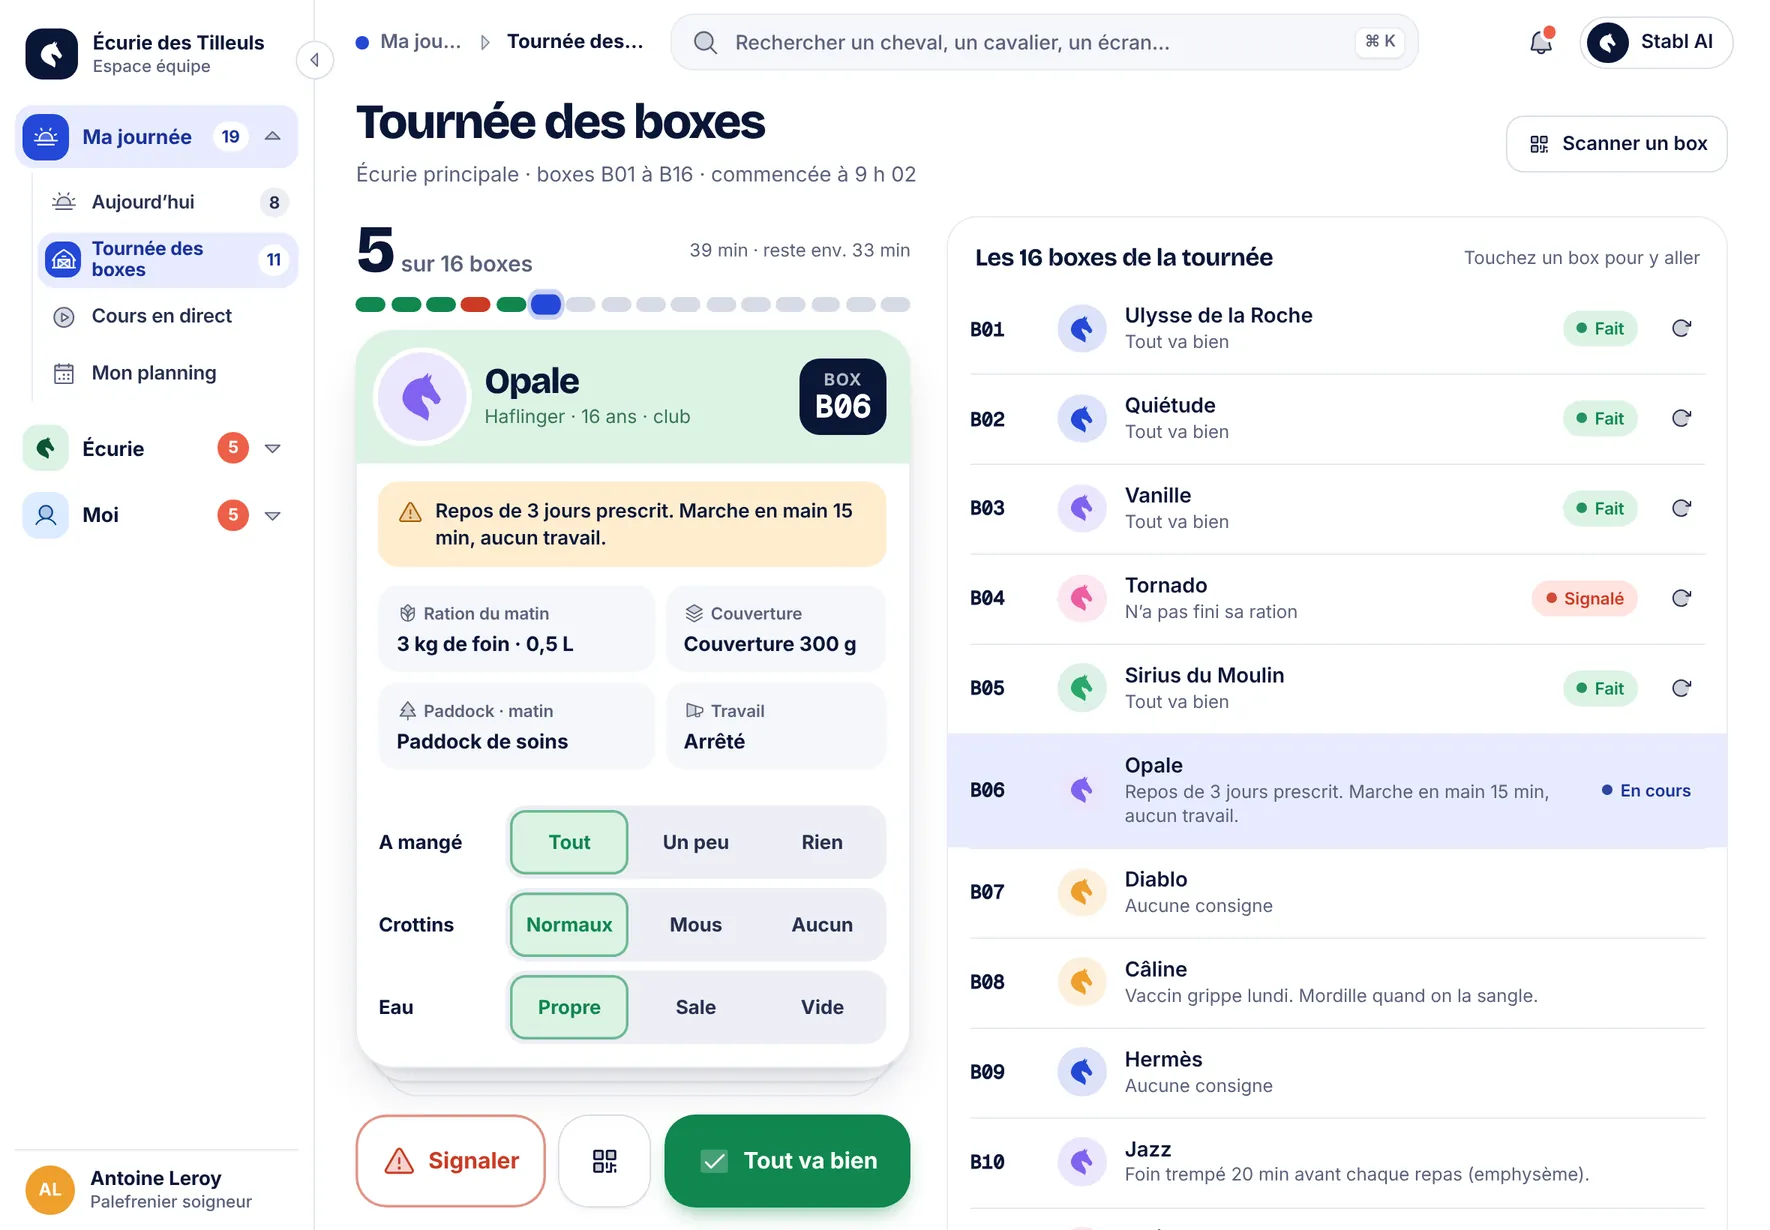 Écurie des Tilleuls
Espace équipe
Ma journée 19
Aujourd’hui 8
Tournée des
boxes 11
Cours en direct
Mon planning
Écurie 5
Moi 5
AL
Antoine Leroy
Palefrenier soigneur
Ma jou... Tournée des...
Rechercher un cheval, un cavalier, un écran...
⌘ K
Stabl AI
Tournée des boxes
Écurie principale · boxes B01 à B16 · commencée à 9 h 02
Scanner un box
5 sur 16 boxes
39 min · reste env. 33 min
Opale
Haflinger · 16 ans · club
BOX
B06
Repos de 3 jours prescrit. Marche en main 15
min, aucun travail.
Ration du matin
3 kg de foin · 0,5 L
Couverture
Couverture 300 g
Paddock · matin
Paddock de soins
Travail
Arrêté
A mangé Tout Un peu Rien
Crottins Normaux Mous Aucun
Eau Propre Sale Vide
Signaler
Tout va bien
Les 16 boxes de la tournée
Touchez un box pour y aller
B01 Ulysse de la Roche
Tout va bien
Fait
B02 Quiétude
Tout va bien
Fait
B03 Vanille
Tout va bien
Fait
B04 Tornado
N’a pas fini sa ration
Signalé
B05 Sirius du Moulin
Tout va bien
Fait
B06 Opale
Repos de 3 jours prescrit. Marche en main 15 min,
aucun travail.
En cours
B07 Diablo
Aucune consigne
B08 Câline
Vaccin grippe lundi. Mordille quand on la sangle.
B09 Hermès
Aucune consigne
B10 Jazz
Foin trempé 20 min avant chaque repas (emphysème).